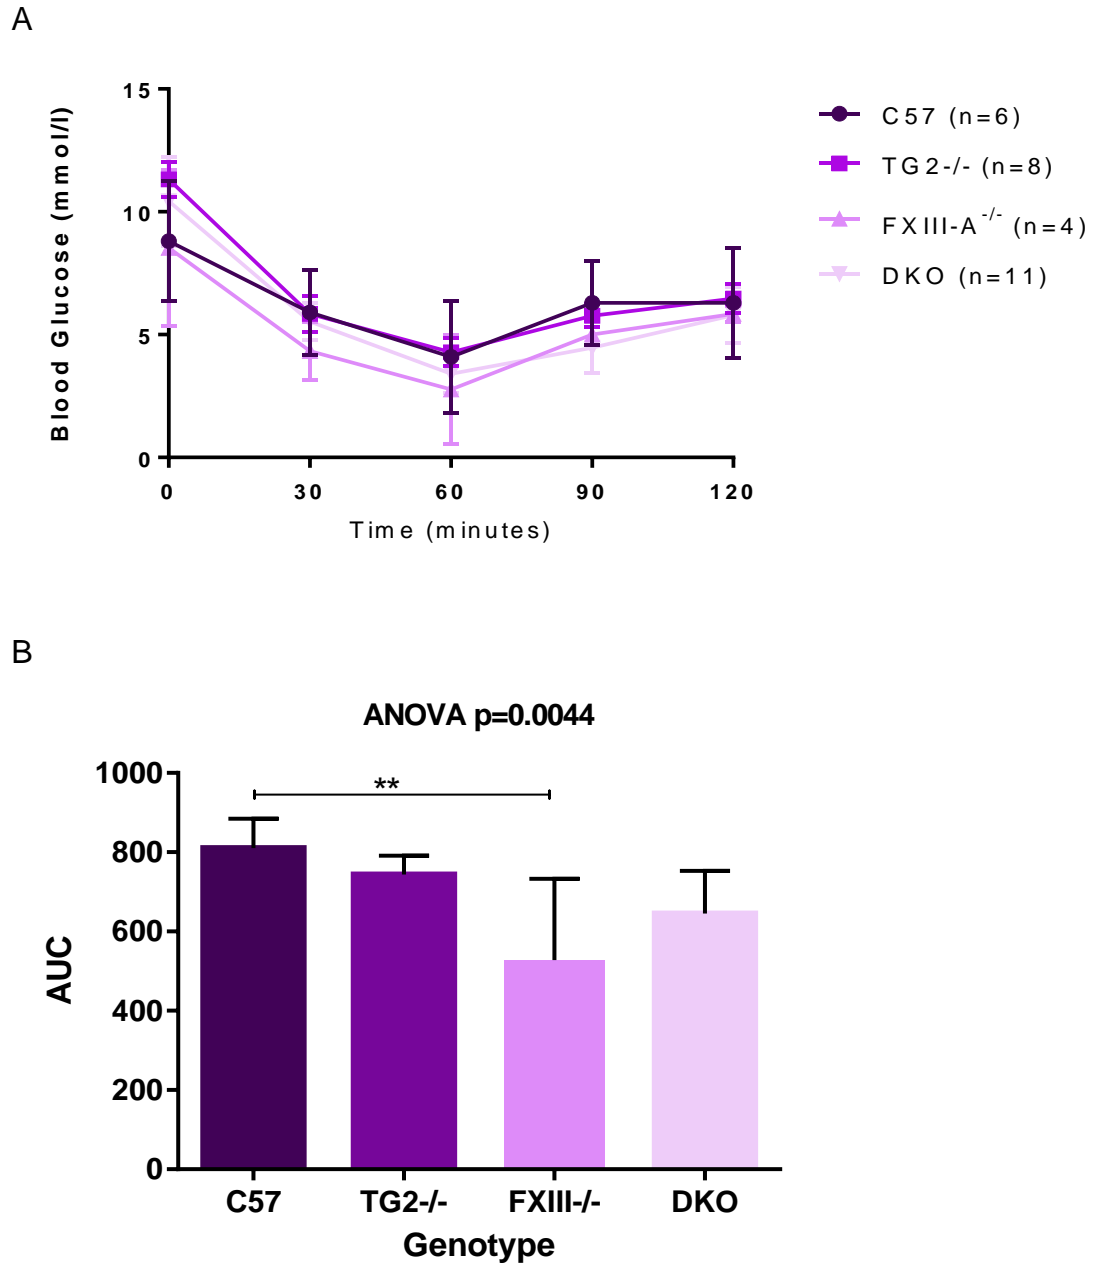 A
Blood Glucose (mmol/l)
15
10
5
0
0 30 60 90 120
Time (minutes)
C57 (n=6)
TG2-/- (n=8)
FXIII-A-/- (n=4)
DKO (n=11)
B
ANOVA p=0.0044
**
AUC
1000
800
600
400
200
0
C57 TG2-/- FXIII-/- DKO
Genotype